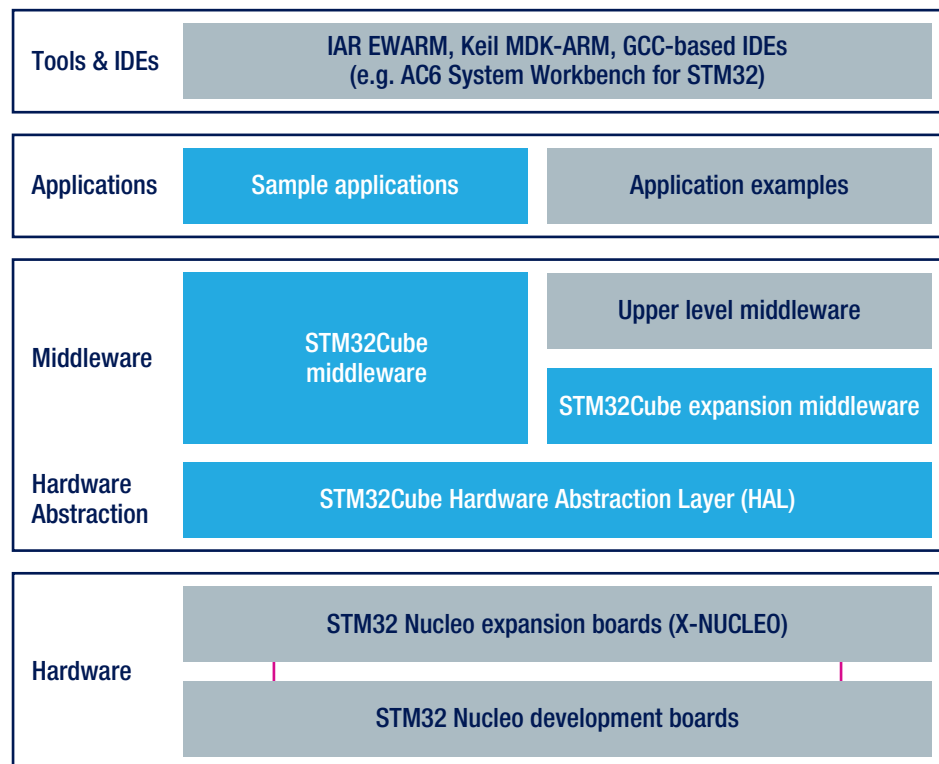 Tools & IDEs
IAR EWARM, Keil MDK-ARM, GCC-based IDEs
(e.g. AC6 System Workbench for STM32)
Applications
Sample applications
Application examples
Middleware
STM32Cube
middleware
Upper level middleware
STM32Cube expansion middleware
Hardware
Abstraction
STM32Cube Hardware Abstraction Layer (HAL)
Hardware
STM32 Nucleo expansion boards (X-NUCLEO)
STM32 Nucleo development boards